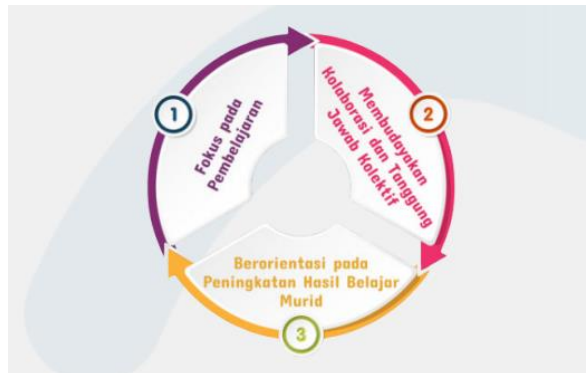 1
Fokus pada
Pembelajaran
2
Membudayakan
Kolaborasi dan Tanggung
Jawab Kolektif
Berorientasi pada
Peningkatan Hasil Belajar
Murid
3